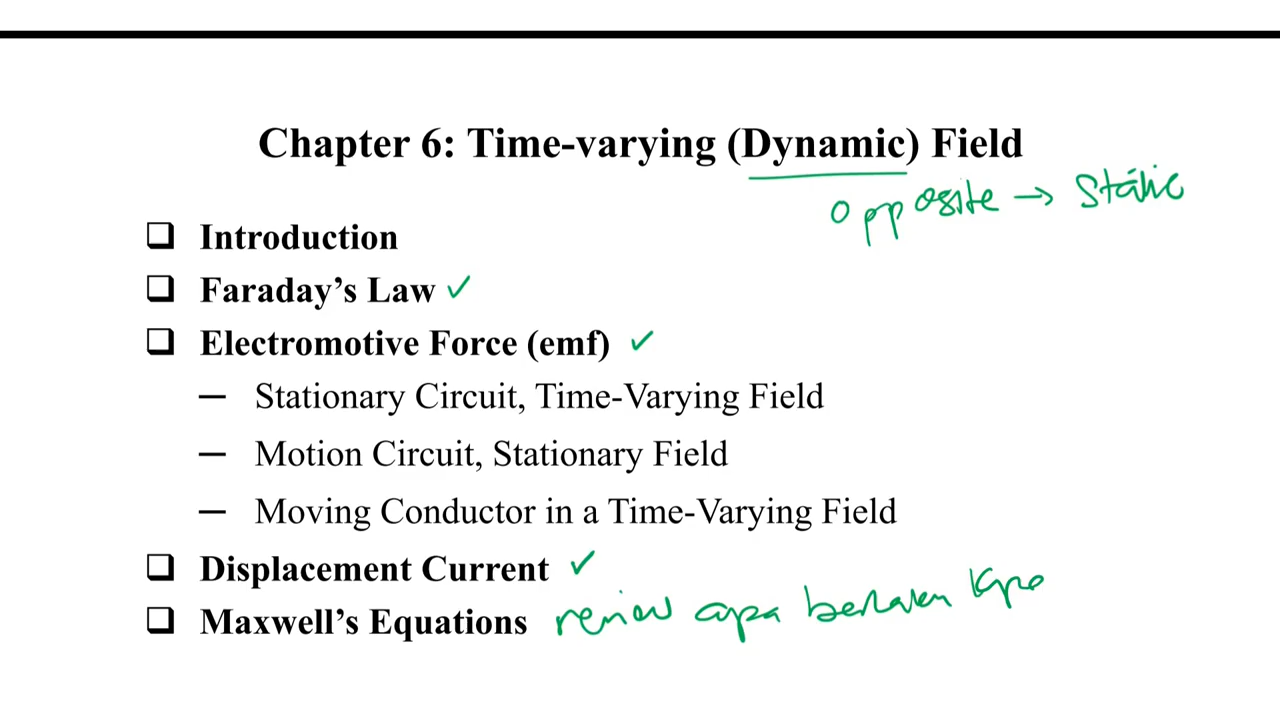 Chapter 6: Time-varying (Dynamic) Field
Opposite → Static
❑ Introduction
❑ Faraday's Law ✓
❑ Electromotive Force (emf) ✓
— Stationary Circuit, Time-Varying Field
— Motion Circuit, Stationary Field
— Moving Conductor in a Time-Varying Field
❑ Displacement Current ✓
❑ Maxwell's Equations review apa